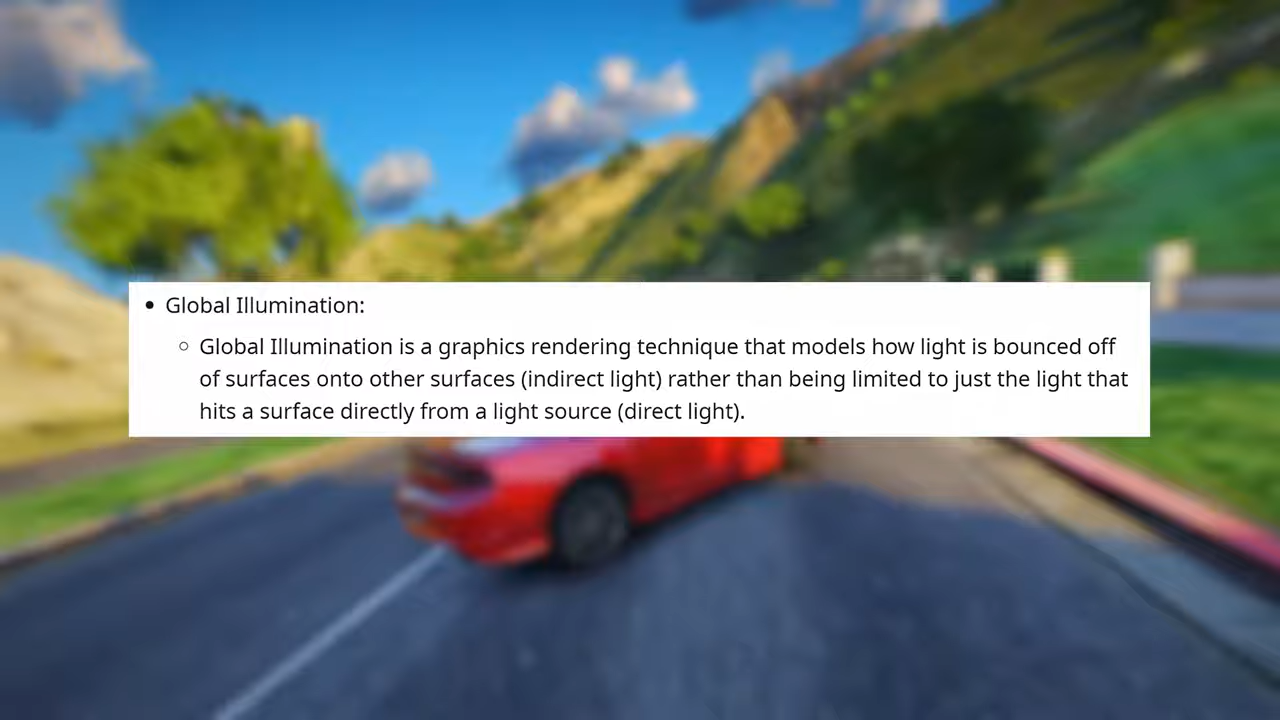 • Global Illumination:
○ Global Illumination is a graphics rendering technique that models how light is bounced off
of surfaces onto other surfaces (indirect light) rather than being limited to just the light that
hits a surface directly from a light source (direct light).